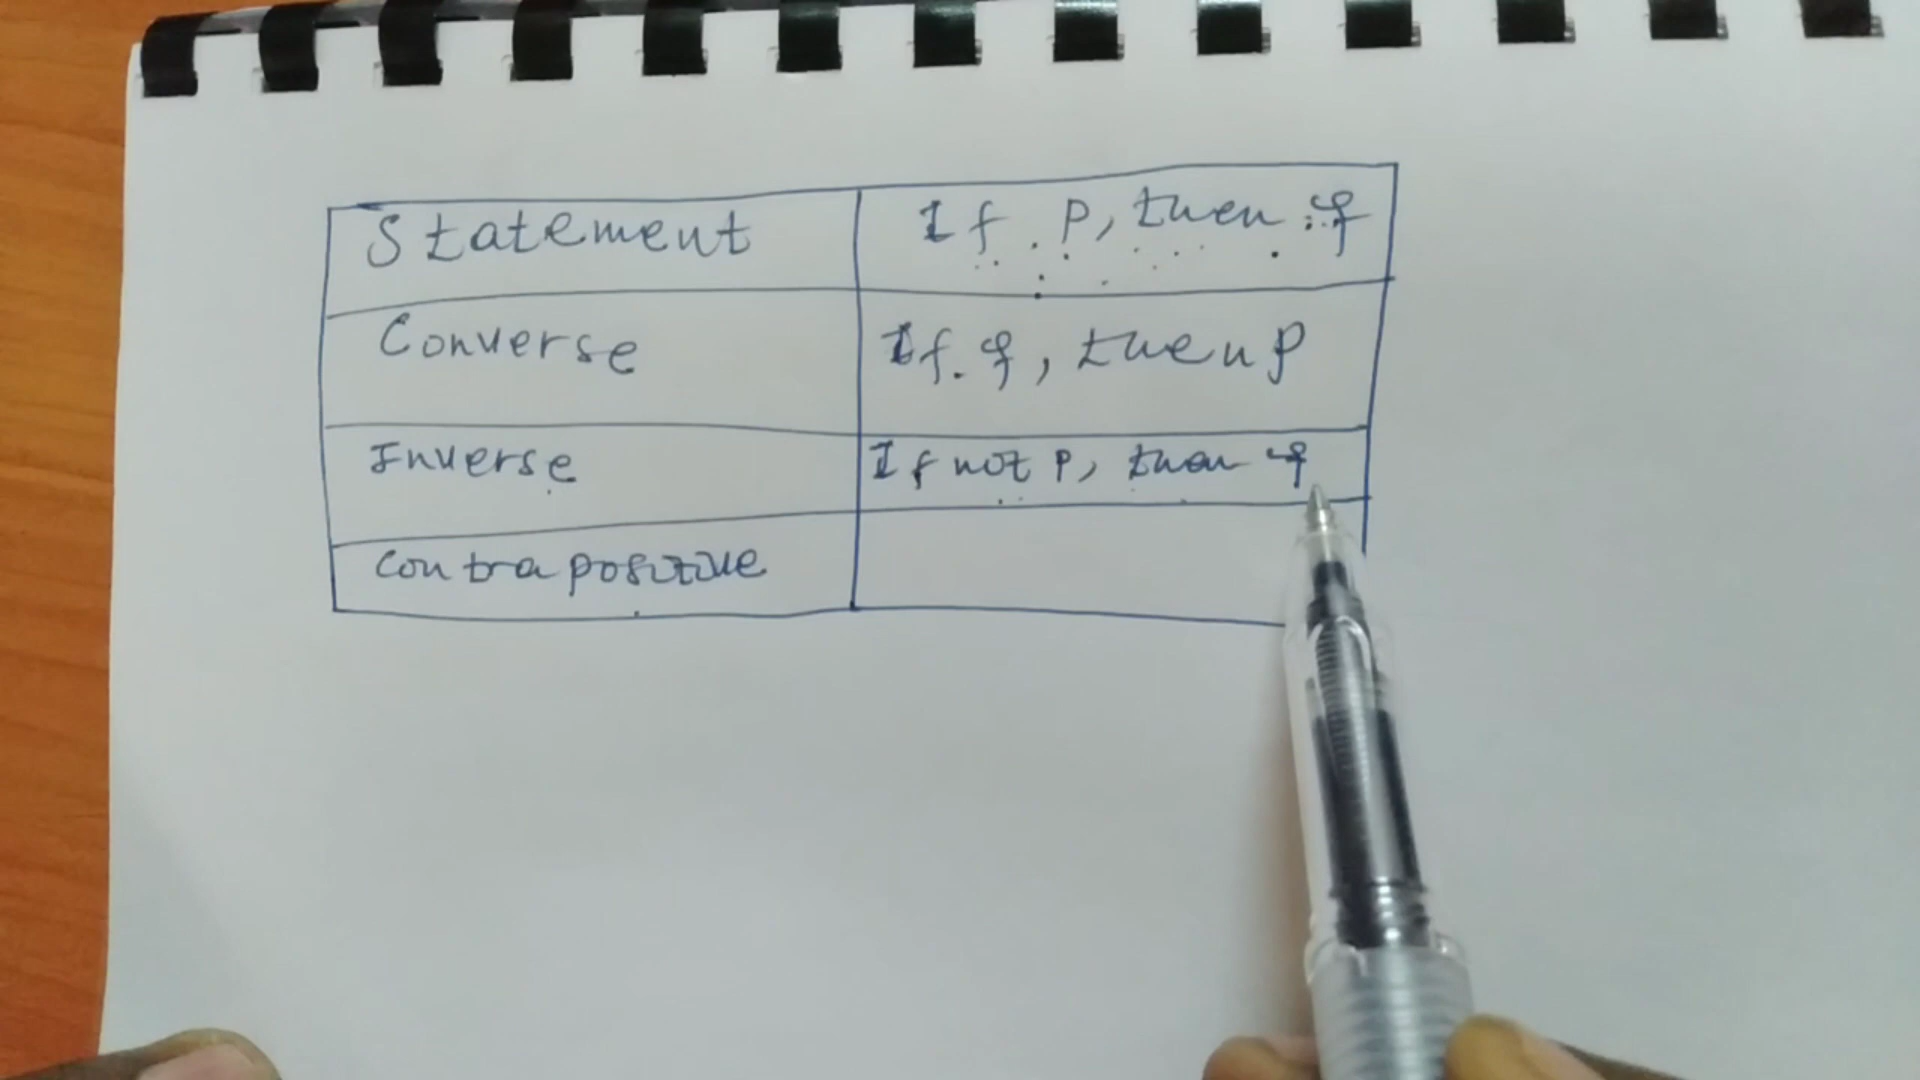 Statement If P, then q
Converse If q, then P
Inverse If not P, then q
Contrapositive